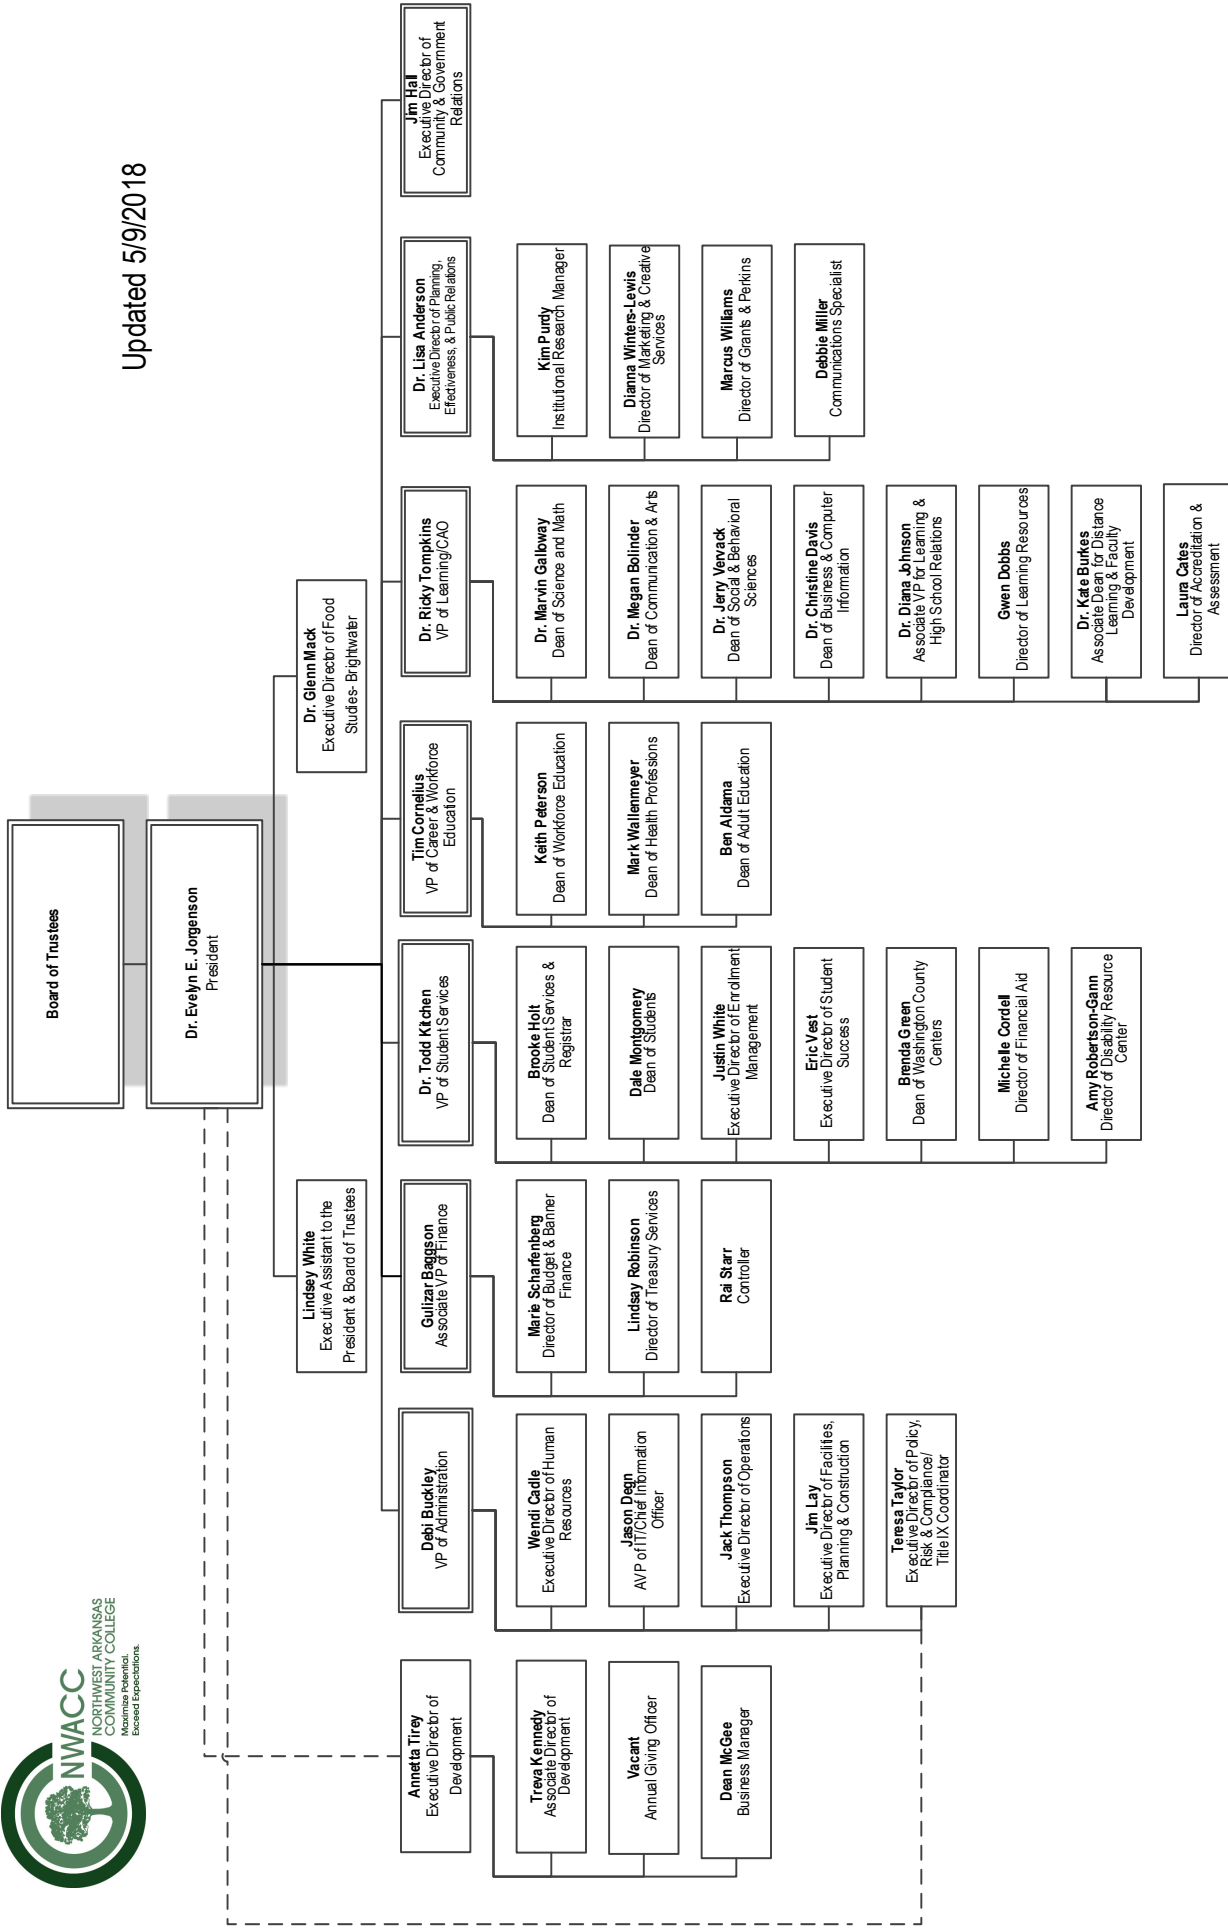 NWACC
NORTHWEST ARKANSAS
COMMUNITY COLLEGE
Maximize Potential.
Exceed Expectations.
Updated 5/9/2018
Board of Trustees
Dr. Evelyn E. Jorgenson
President
Lindsey White
Executive Assistant to the
President & Board of Trustees
Dr. Glenn Mack
Executive Director of Food
Studies- Brightwater
Annetta Tirey
Executive Director of
Development
Treva Kennedy
Associate Director of
Development
Vacant
Annual Giving Officer
Dean McGee
Business Manager
Debi Buckley
VP of Administration
Wendi Cadle
Executive Director of Human
Resources
Jason Degn
AVP of IT/Chief Information
Officer
Jack Thompson
Executive Director of Operations
Jim Lay
Executive Director of Facilities,
Planning & Construction
Teresa Taylor
Executive Director of Policy,
Risk & Compliance/
Title IX Coordinator
Gulizar Baggson
Associate VP of Finance
Marie Scharfenberg
Director of Budget & Banner
Finance
Lindsay Robinson
Director of Treasury Services
Rai Starr
Controller
Dr. Todd Kitchen
VP of Student Services
Brooke Holt
Dean of Student Services &
Registrar
Dale Montgomery
Dean of Students
Justin White
Executive Director of Enrollment
Management
Eric Vest
Executive Director of Student
Success
Brenda Green
Dean of Washington County
Centers
Michelle Cordell
Director of Financial Aid
Amy Robertson-Gann
Director of Disability Resource
Center
Tim Cornelius
VP of Career & Workforce
Education
Keith Peterson
Dean of Workforce Education
Mark Wallenmeyer
Dean of Health Professions
Ben Aldama
Dean of Adult Education
Dr. Ricky Tompkins
VP of Learning/CAO
Dr. Marvin Galloway
Dean of Science and Math
Dr. Megan Bolinder
Dean of Communication & Arts
Dr. Jerry Vervack
Dean of Social & Behavioral
Sciences
Dr. Christine Davis
Dean of Business & Computer
Information
Dr. Diana Johnson
Associate VP for Learning &
High School Relations
Gwen Dobbs
Director of Learning Resources
Dr. Kate Burkes
Associate Dean for Distance
Learning & Faculty
Development
Laura Cates
Director of Accreditation &
Assessment
Dr. Lisa Anderson
Executive Director of Planning,
Effectiveness, & Public Relations
Kim Purdy
Institutional Research Manager
Dianna Winters-Lewis
Director of Marketing & Creative
Services
Marcus Williams
Director of Grants & Perkins
Debbie Miller
Communications Specialist
Jim Hall
Executive Director of
Community & Government
Relations